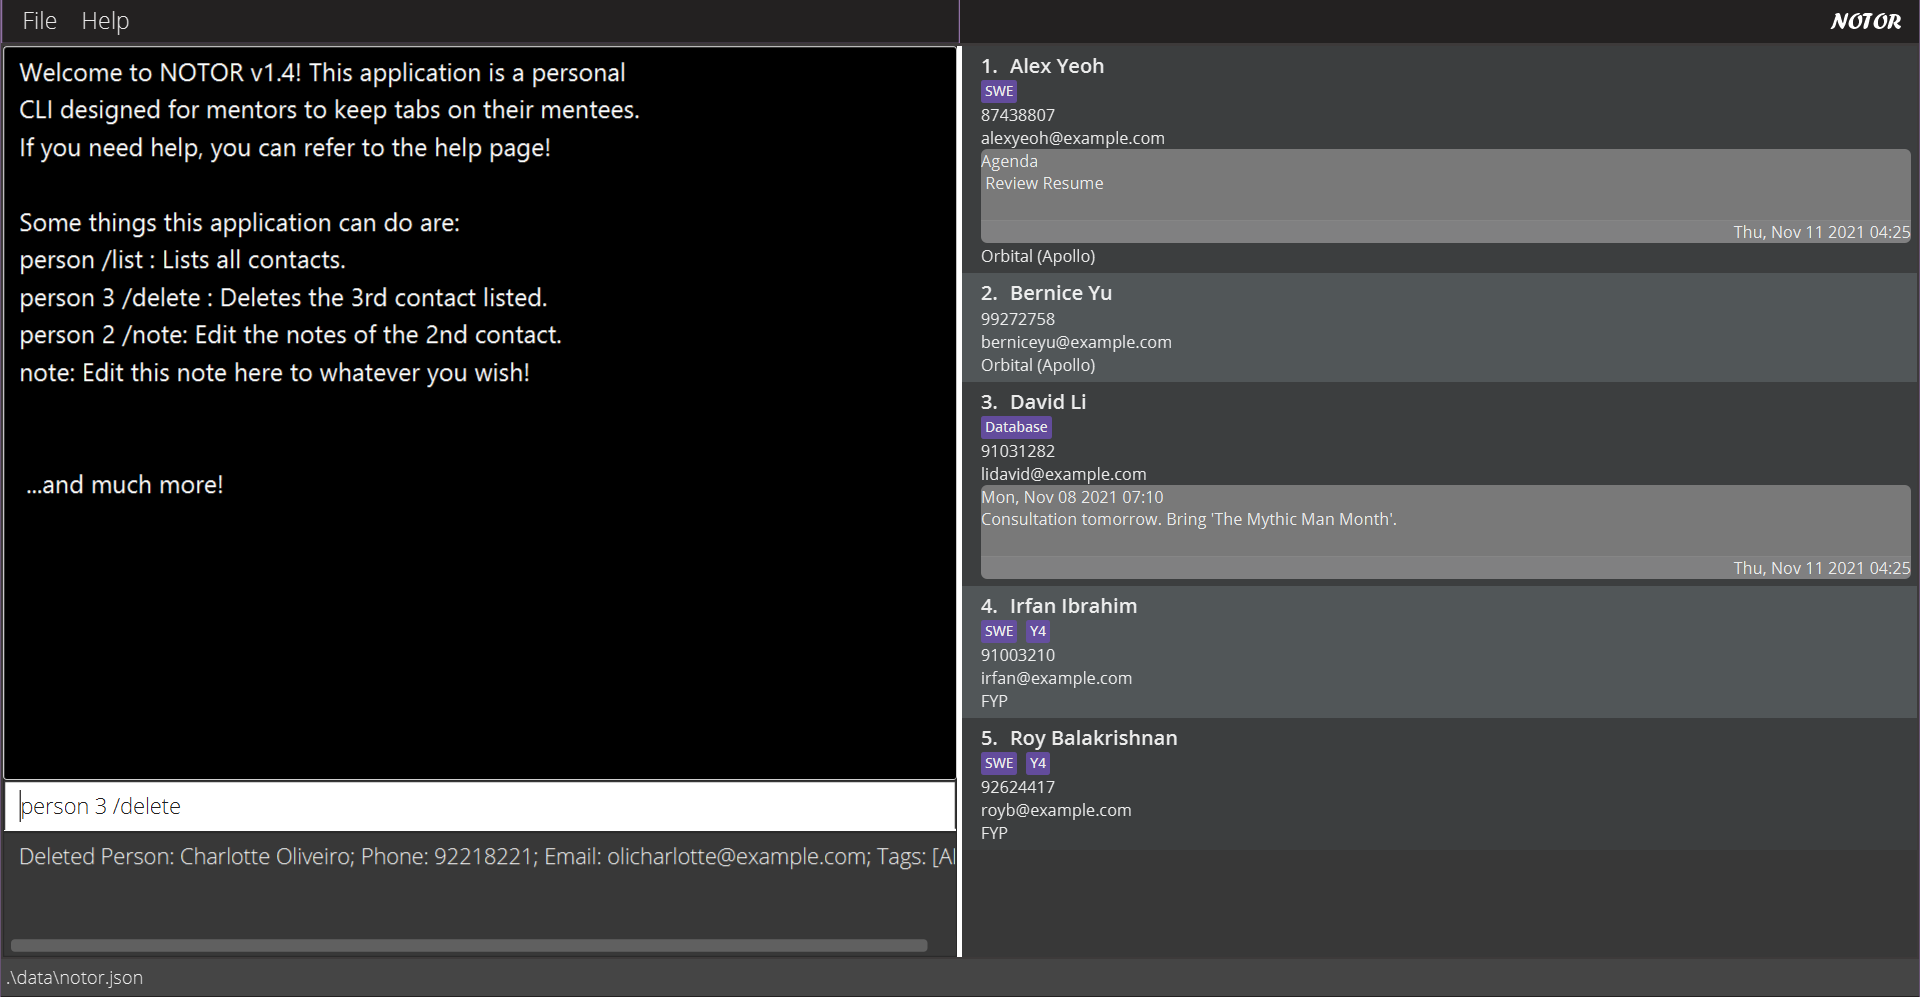 File Help
NOTOR
Welcome to NOTOR v1.4! This application is a personal
CLI designed for mentors to keep tabs on their mentees.
If you need help, you can refer to the help page!
Some things this application can do are:
person /list : Lists all contacts.
person 3 /delete : Deletes the 3rd contact listed.
person 2 /note: Edit the notes of the 2nd contact.
note: Edit this note here to whatever you wish!
...and much more!
person 3 /delete
Deleted Person: Charlotte Oliveiro; Phone: 92218221; Email: olicharlotte@example.com; Tags:
.\data\notor.json
1. Alex Yeoh
SWE
87438807
alexyeoh@example.com
Agenda
Review Resume
Thu, Nov 11 2021 04:25
Orbital (Apollo)
2. Bernice Yu
99272758
berniceyu@example.com
Orbital (Apollo)
3. David Li
Database
91031282
lidavid@example.com
Mon, Nov 08 2021 07:10
Consultation tomorrow. Bring 'The Mythic Man Month'.
Thu, Nov 11 2021 04:25
4. Irfan Ibrahim
SWE Y4
91003210
irfan@example.com
FYP
5. Roy Balakrishnan
SWE Y4
92624417
royb@example.com
FYP